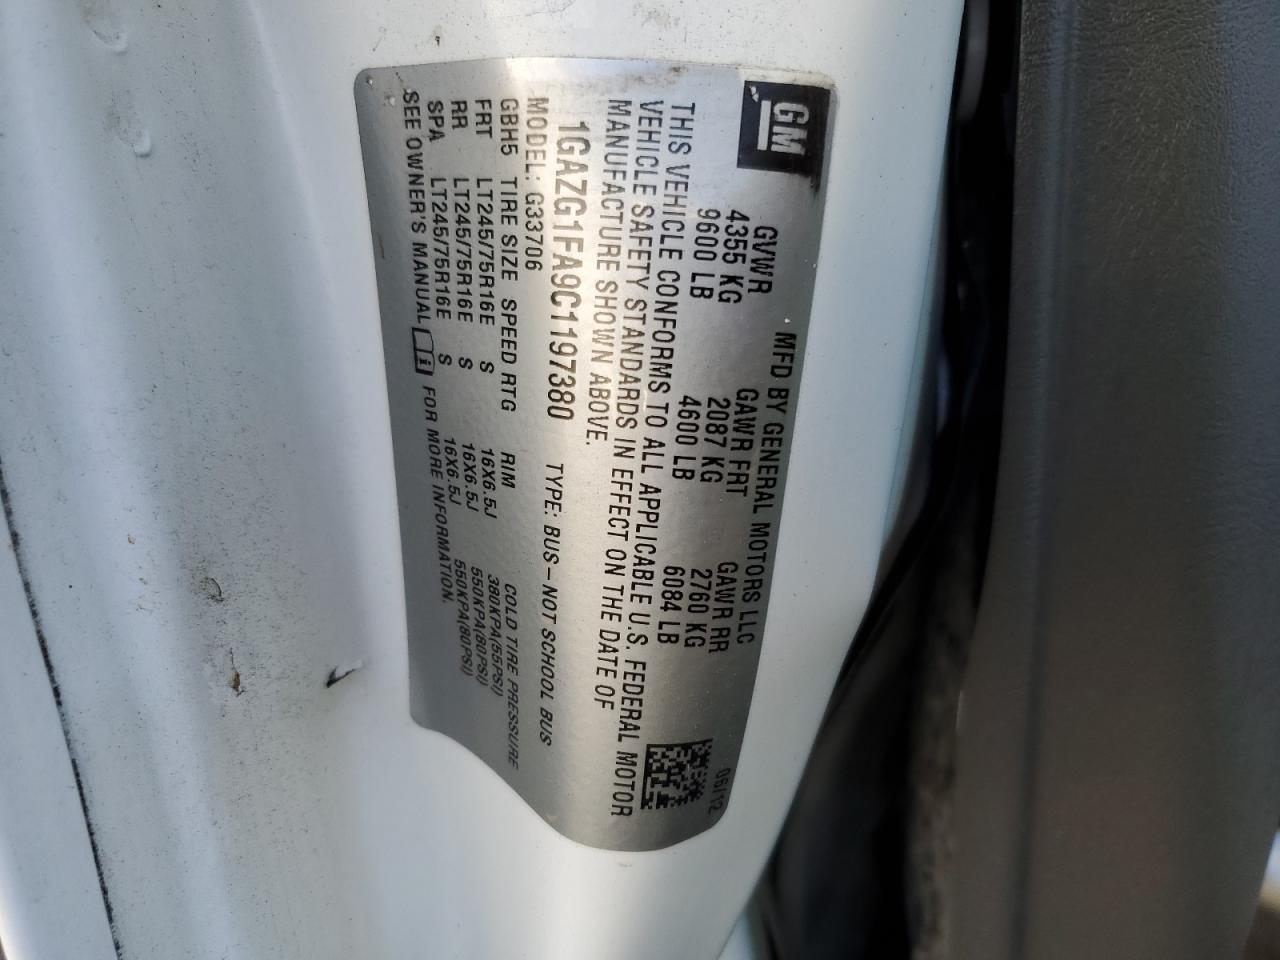 GM
MFD BY GENERAL MOTORS LLC
06/12
GVWR GAWR FRT GAWR RR
4355 KG 2087 KG 2760 KG
9600 LB 4600 LB 6084 LB
THIS VEHICLE CONFORMS TO ALL APPLICABLE U.S. FEDERAL MOTOR
VEHICLE SAFETY STANDARDS IN EFFECT ON THE DATE OF
MANUFACTURE SHOWN ABOVE.
1GAZG1FA9C1197380 TYPE: BUS-NOT SCHOOL BUS
MODEL: G33706
GBH5 TIRE SIZE SPEED RTG RIM COLD TIRE PRESSURE
FRT LT245/75R16E S 16X6.5J 380KPA(55PSI)
RR LT245/75R16E S 16X6.5J 550KPA(80PSI)
SPA LT245/75R16E S 16X6.5J 550KPA(80PSI)
SEE OWNER'S MANUAL i FOR MORE INFORMATION.